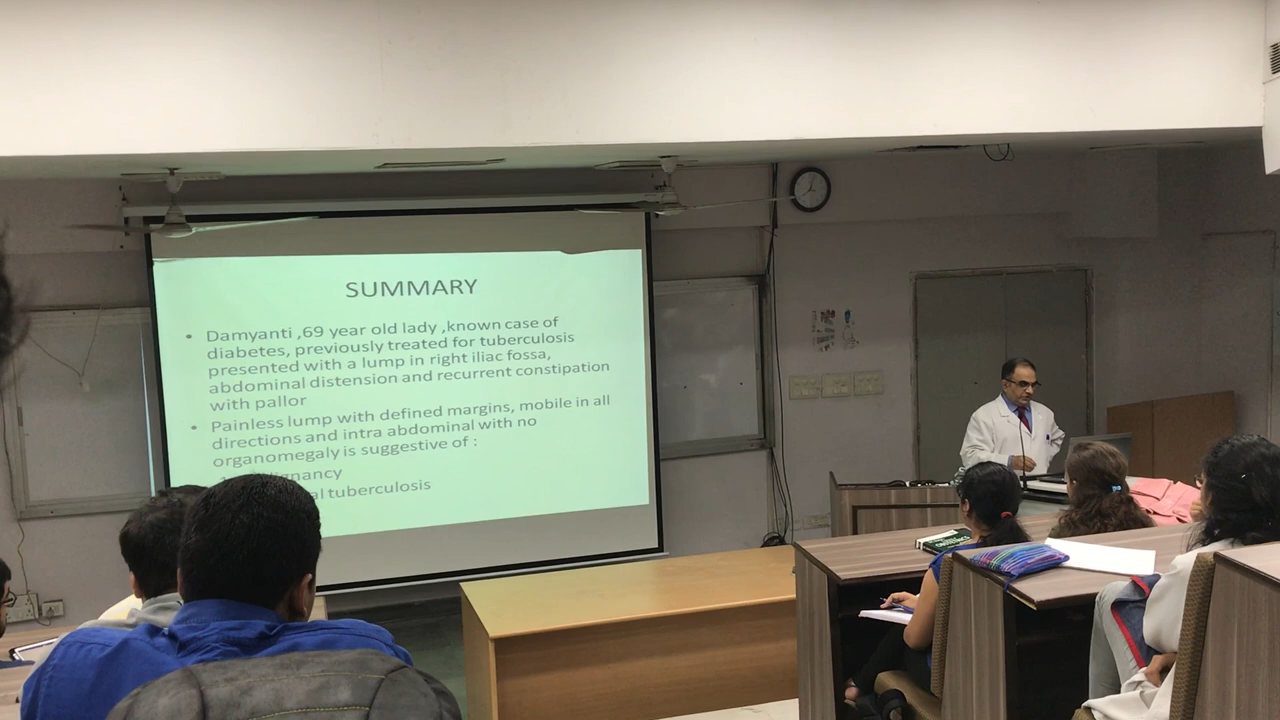 SUMMARY
• Damyanti ,69 year old lady ,known case of
diabetes, previously treated for tuberculosis
presented with a lump in right iliac fossa,
abdominal distension and recurrent constipation
with pallor
• Painless lump with defined margins, mobile in all
directions and intra abdominal with no
organomegaly is suggestive of :
tuberculosis